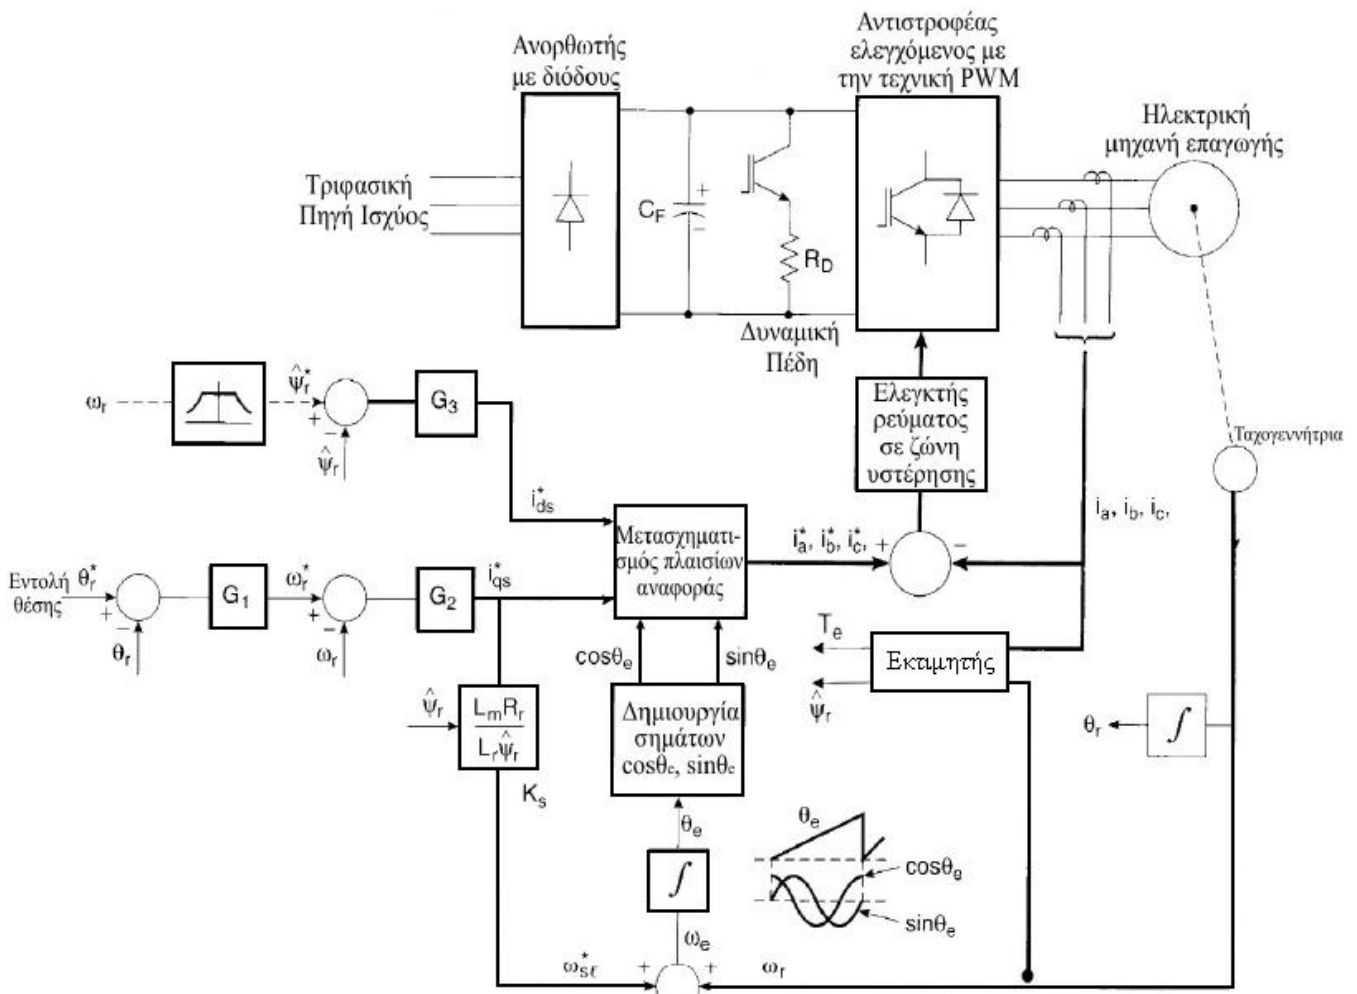 Ανορθωτής
με διόδους
Αντιστροφέας
ελεγχόμενος με
την τεχνική PWM
Ηλεκτρική
μηχανή επαγωγής
Τριφασική
Πηγή Ισχύος
C_F
+
−
R_D
Δυναμική
Πέδη
ω_r
ψ̂_r^*
+
−
ψ̂_r
G_3
i_ds^*
Ελεγκτής
ρεύματος
σε ζώνη
υστέρησης
Ταχογεννήτρια
i_a, i_b, i_c,
Μετασχηματι-
σμός πλαισίων
αναφοράς
i_a^*, i_b^*, i_c^*,
+
−
Εντολή
θέσης
θ_r^*
+
−
θ_r
G_1
ω_r^*
+
−
ω_r
G_2
i_qs^*
cosθ_e
sinθ_e
T_e
ψ̂_r
Εκτιμητής
ψ̂_r
L_m R_r
L_r ψ̂_r
K_s
Δημιουργία
σημάτων
cosθ_e, sinθ_e
θ_r
∫
θ_e
∫
θ_e
cosθ_e
sinθ_e
ω_e
ω_sℓ^*
+
+
ω_r